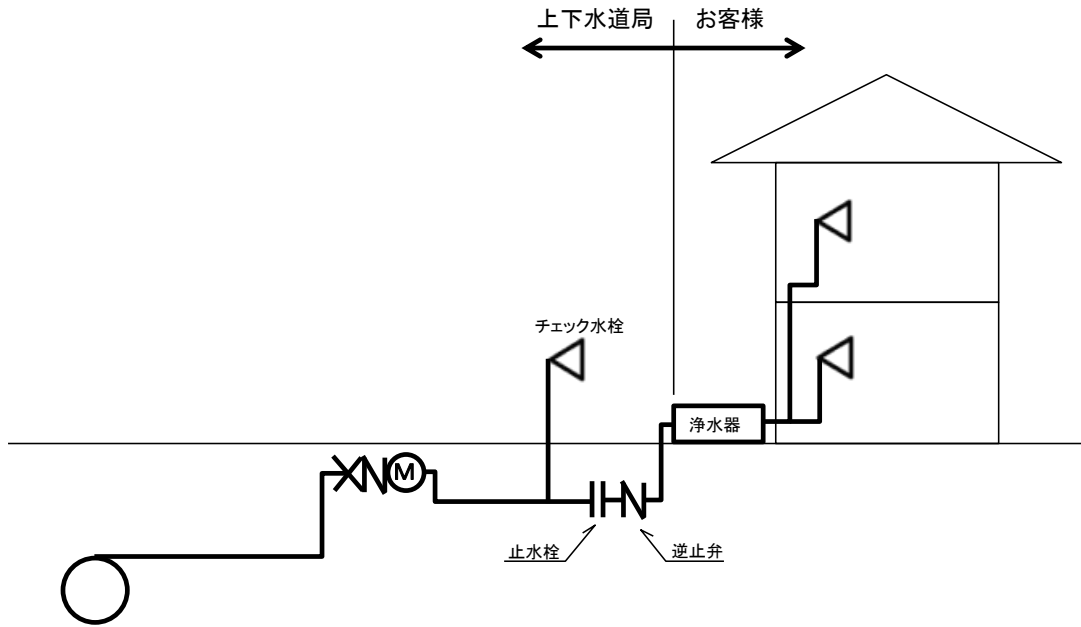 上下水道局
お客様
チェック水栓
浄水器
M
止水栓
逆止弁